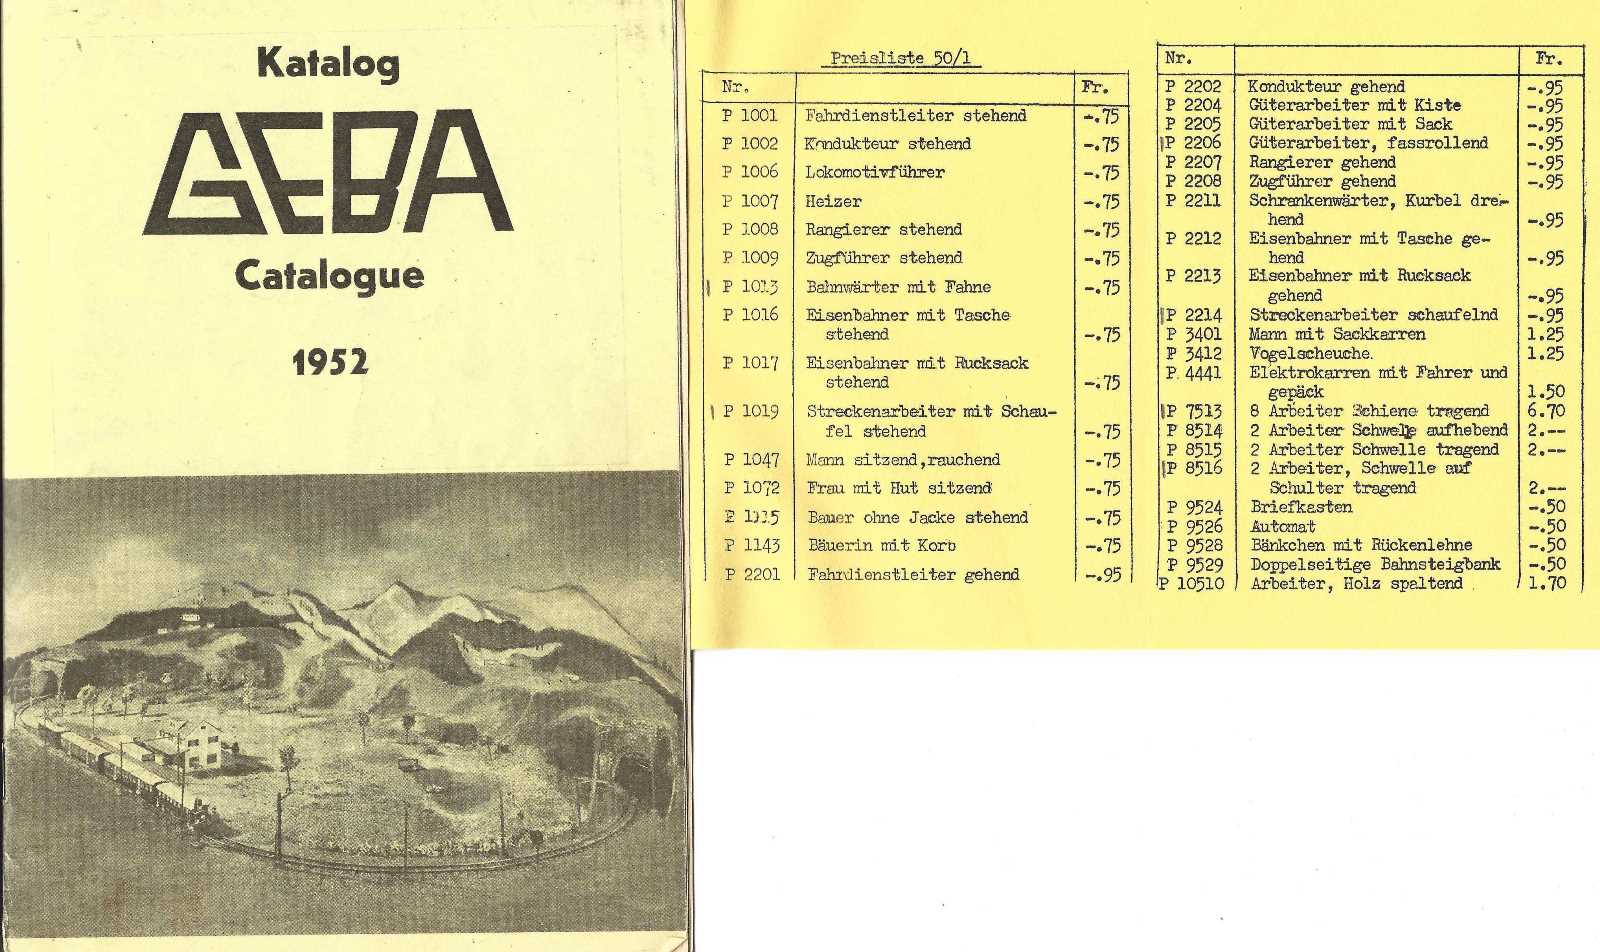 Katalog
GEBA
Catalogue
1952
Preisliste 50/1
Nr. Fr.
P 1001 Fahrdienstleiter stehend -.75
P 1002 Kondukteur stehend -.75
P 1006 Lokomotivführer -.75
P 1007 Heizer -.75
P 1008 Rangierer stehend -.75
P 1009 Zugführer stehend -.75
P 1013 Bahnwärter mit Fahne -.75
P 1016 Eisenbahner mit Tasche
stehend -.75
P 1017 Eisenbahner mit Rucksack
stehend -.75
P 1019 Streckenarbeiter mit Schau-
fel stehend -.75
P 1047 Mann sitzend,rauchend -.75
P 1072 Frau mit Hut sitzend -.75
P Bauer ohne Jacke stehend -.75
P 1143 Bäuerin mit Korb -.75
P 2201 Fahrdienstleiter gehend -.95
Nr. Fr.
P 2202 Kondukteur gehend -.95
P 2204 Güterarbeiter mit Kiste -.95
P 2205 Güterarbeiter mit Sack -.95
P 2206 Güterarbeiter, fassrollend -.95
P 2207 Rangierer gehend -.95
P 2208 Zugführer gehend -.95
P 2211 Schrankenwärter, Kurbel dre-
hend -.95
P 2212 Eisenbahner mit Tasche ge-
hend -.95
P 2213 Eisenbahner mit Rucksack
gehend -.95
P 2214 Streckenarbeiter schaufelnd -.95
P 3401 Mann mit Sackkarren 1.25
P 3412 Vogelscheuche. 1.25
P. 4441 Elektrokarren mit Fahrer und
gepäck 1.50
P 7513 8 Arbeiter Schiene tragend 6.70
P 8514 2 Arbeiter Schwelle aufhebend 2.--
P 8515 2 Arbeiter Schwelle tragend 2.--
P 8516 2 Arbeiter, Schwelle auf
Schulter tragend 2.--
P 9524 Briefkasten -.50
P 9526 Automat -.50
P 9528 Bänkchen mit Rückenlehne -.50
P 9529 Doppelseitige Bahnsteigbank -.50
P 10510 Arbeiter, Holz spaltend 1.70